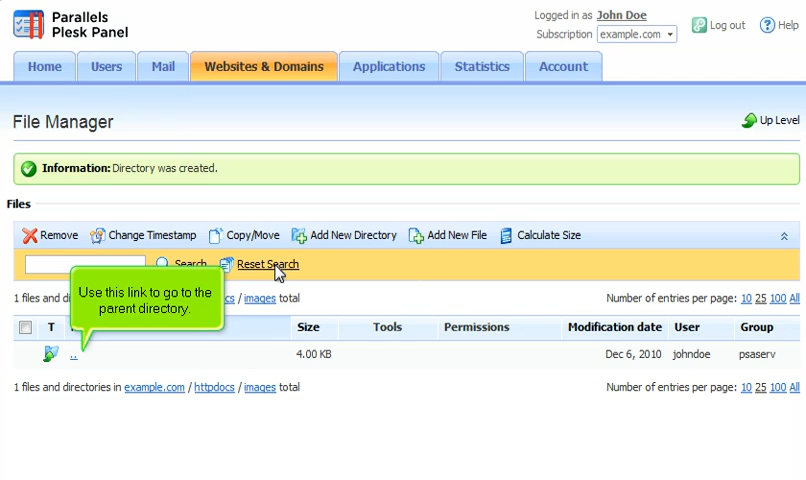 Parallels
Plesk Panel
Logged in as John Doe
Subscription example.com
Log out
Help
Home
Users
Mail
Websites & Domains
Applications
Statistics
Account
File Manager
Up Level
Information: Directory was created.
Files
Remove
Change Timestamp
Copy/Move
Add New Directory
Add New File
Calculate Size
Search
Reset Search
Use this link to go to the
parent directory.
1 files and / images total
Number of entries per page: 10 25 100 All
T Size Tools Permissions Modification date User Group
.. 4.00 KB Dec 6, 2010 johndoe psaserv
1 files and directories in example.com / httpdocs / images total
Number of entries per page: 10 25 100 All